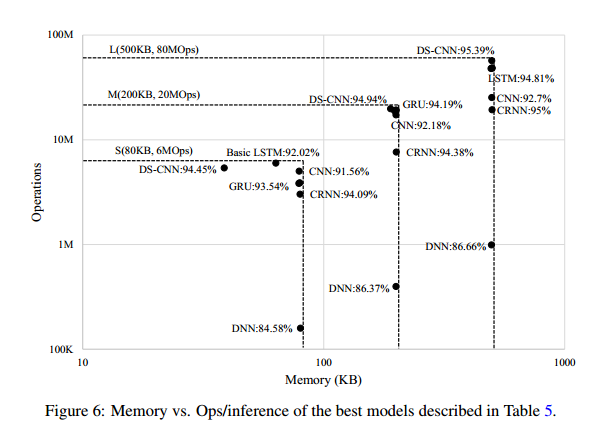 100M
L(500KB, 80MOps)
DS-CNN:95.39%
LSTM:94.81%
M(200KB, 20MOps)
DS-CNN:94.94%
GRU:94.19%
CNN:92.7%
CRNN:95%
CNN:92.18%
10M
S(80KB, 6MOps)
Basic LSTM:92.02%
CRNN:94.38%
DS-CNN:94.45%
CNN:91.56%
GRU:93.54%
CRNN:94.09%
Operations
1M
DNN:86.66%
DNN:86.37%
DNN:84.58%
100K
10
100
1000
Memory (KB)
Figure 6: Memory vs. Ops/inference of the best models described in Table 5.